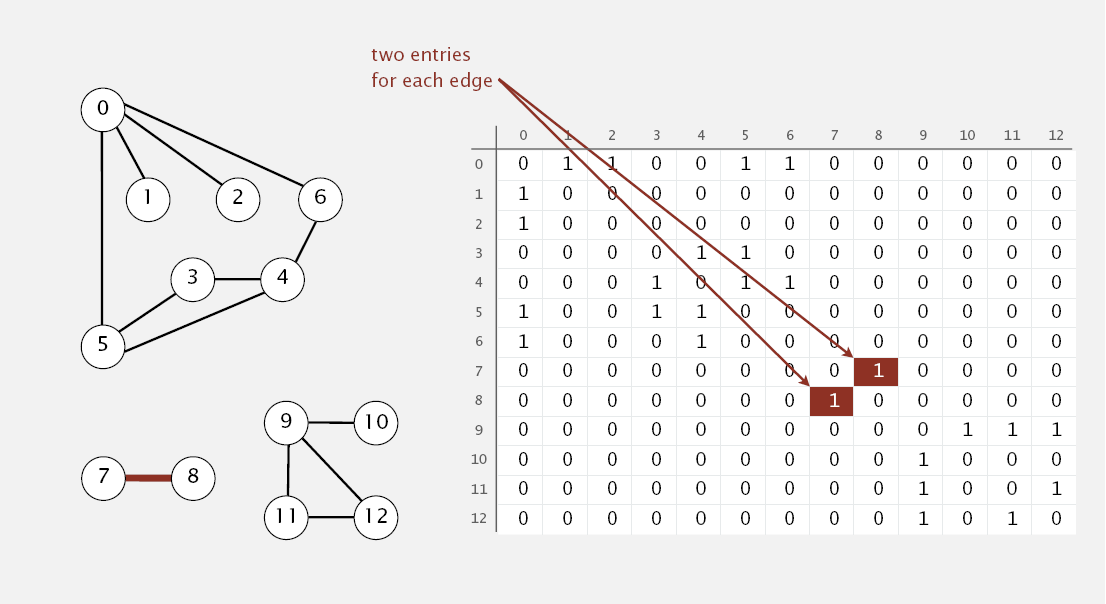 two entries
for each edge
0
1
2
6
3
4
5
9
10
7
8
11
12
0 1 2 3 4 5 6 7 8 9 10 11 12
0 0 1 1 0 0 1 1 0 0 0 0 0 0
1 1 0 0 0 0 0 0 0 0 0 0 0 0
2 1 0 0 0 0 0 0 0 0 0 0 0 0
3 0 0 0 0 1 1 0 0 0 0 0 0 0
4 0 0 0 1 0 1 1 0 0 0 0 0 0
5 1 0 0 1 1 0 0 0 0 0 0 0 0
6 1 0 0 0 1 0 0 0 0 0 0 0 0
7 0 0 0 0 0 0 0 0 1 0 0 0 0
8 0 0 0 0 0 0 0 1 0 0 0 0 0
9 0 0 0 0 0 0 0 0 0 0 1 1 1
10 0 0 0 0 0 0 0 0 0 1 0 0 0
11 0 0 0 0 0 0 0 0 0 1 0 0 1
12 0 0 0 0 0 0 0 0 0 1 0 1 0